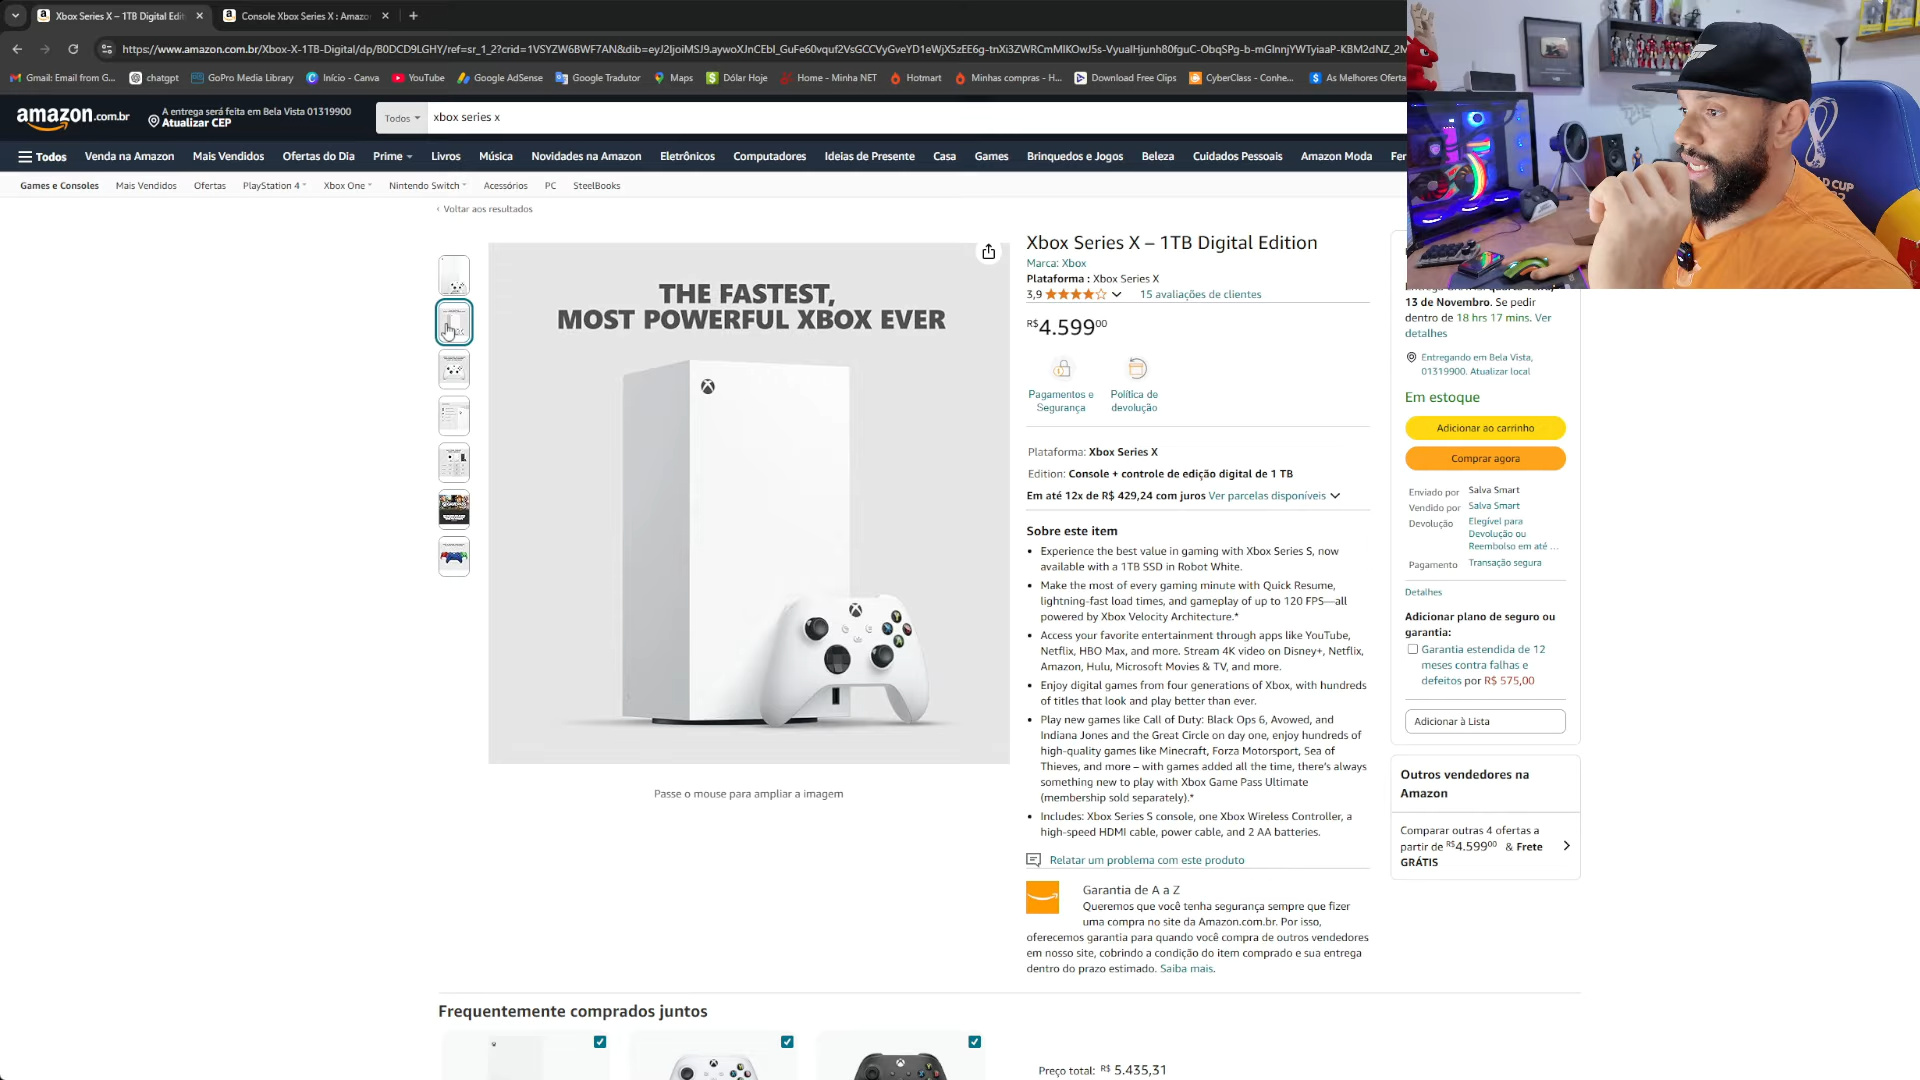 Xbox Series X – 1TB Digital Edit
Console Xbox Series X : Amazo
https://www.amazon.com.br/Xbox-X-1TB-Digital/dp/B0DCD9LGHY/ref=sr_1_2?crid=1VSYZW6BWF7AN&dib=
Gmail: Email from G...
chatgpt
GoPro Media Library
Início - Canva
YouTube
Google AdSense
Google Tradutor
Maps
Dólar Hoje
Home - Minha NET
Hotmart
Minhas compras - H...
Download Free Clips
CyberClass - Conhe...
As Melhores Oferta
amazon.com.br
A entrega será feita em Bela Vista 01319900
Atualizar CEP
Todos
xbox series x
Todos
Venda na Amazon
Mais Vendidos
Ofertas do Dia
Prime
Livros
Música
Novidades na Amazon
Eletrônicos
Computadores
Ideias de Presente
Casa
Games
Brinquedos e Jogos
Beleza
Cuidados Pessoais
Amazon Moda
Fer
Games e Consoles
Mais Vendidos
Ofertas
PlayStation 4
Xbox One
Nintendo Switch
Acessórios
PC
SteelBooks
‹ Voltar aos resultados
THE FASTEST,
MOST POWERFUL XBOX EVER
Passe o mouse para ampliar a imagem
Xbox Series X – 1TB Digital Edition
Marca: Xbox
Plataforma : Xbox Series X
3,9
15 avaliações de clientes
R$4.59900
Pagamentos e
Segurança
Política de
devolução
Plataforma: Xbox Series X
Edition: Console + controle de edição digital de 1 TB
Em até 12x de R$ 429,24 com juros Ver parcelas disponíveis
Sobre este item
• Experience the best value in gaming with Xbox Series S, now
available with a 1TB SSD in Robot White.
• Make the most of every gaming minute with Quick Resume,
lightning-fast load times, and gameplay of up to 120 FPS—all
powered by Xbox Velocity Architecture.*
• Access your favorite entertainment through apps like YouTube,
Netflix, HBO Max, and more. Stream 4K video on Disney+, Netflix,
Amazon, Hulu, Microsoft Movies & TV, and more.
• Enjoy digital games from four generations of Xbox, with hundreds
of titles that look and play better than ever.
• Play new games like Call of Duty: Black Ops 6, Avowed, and
Indiana Jones and the Great Circle on day one, enjoy hundreds of
high-quality games like Minecraft, Forza Motorsport, Sea of
Thieves, and more – with games added all the time, there's always
something new to play with Xbox Game Pass Ultimate
(membership sold separately).*
• Includes: Xbox Series S console, one Xbox Wireless Controller, a
high-speed HDMI cable, power cable, and 2 AA batteries.
Relatar um problema com este produto
Garantia de A a Z
Queremos que você tenha segurança sempre que fizer
uma compra no site da Amazon.com.br. Por isso,
oferecemos garantia para quando você compra de outros vendedores
em nosso site, cobrindo a condição do item comprado e sua entrega
dentro do prazo estimado. Saiba mais.
13 de Novembro. Se pedir
dentro de 18 hrs 17 mins. Ver
detalhes
Entregando em Bela Vista,
01319900. Atualizar local
Em estoque
Adicionar ao carrinho
Comprar agora
Enviado por Salva Smart
Vendido por Salva Smart
Devolução Elegível para
Devolução ou
Reembolso em até ...
Pagamento Transação segura
Detalhes
Adicionar plano de seguro ou
garantia:
Garantia estendida de 12
meses contra falhas e
defeitos por R$ 575,00
Adicionar à Lista
Outros vendedores na
Amazon
Comparar outras 4 ofertas a
partir de R$4.59900 & Frete
GRÁTIS
Frequentemente comprados juntos
Preço total: R$ 5.435,31